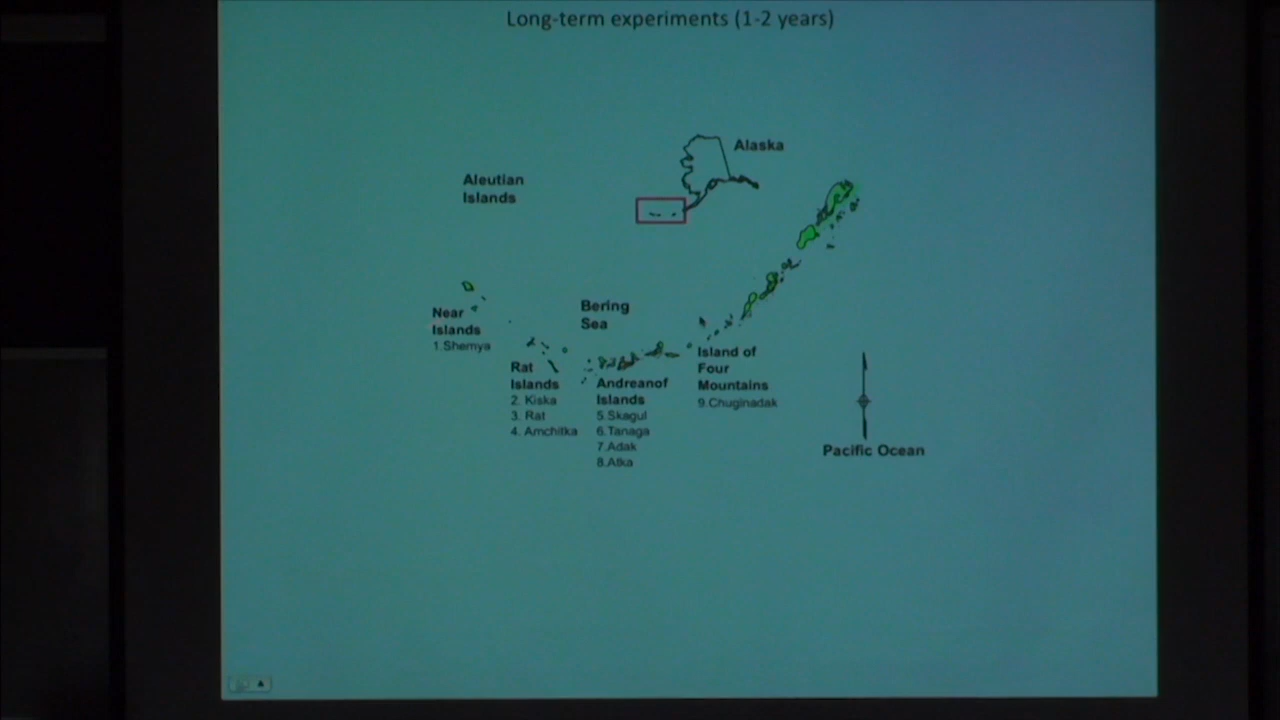 Long-term experiments (1-2 years)
Alaska
Aleutian
Islands
Near
Islands
1.Shemya
Bering
Sea
Rat
Islands
2. Kiska
3. Rat
4. Amchitka
Andreanof
Islands
5.Skagul
6.Tanaga
7.Adak
8.Atka
Island of
Four
Mountains
9.Chuginadak
Pacific Ocean